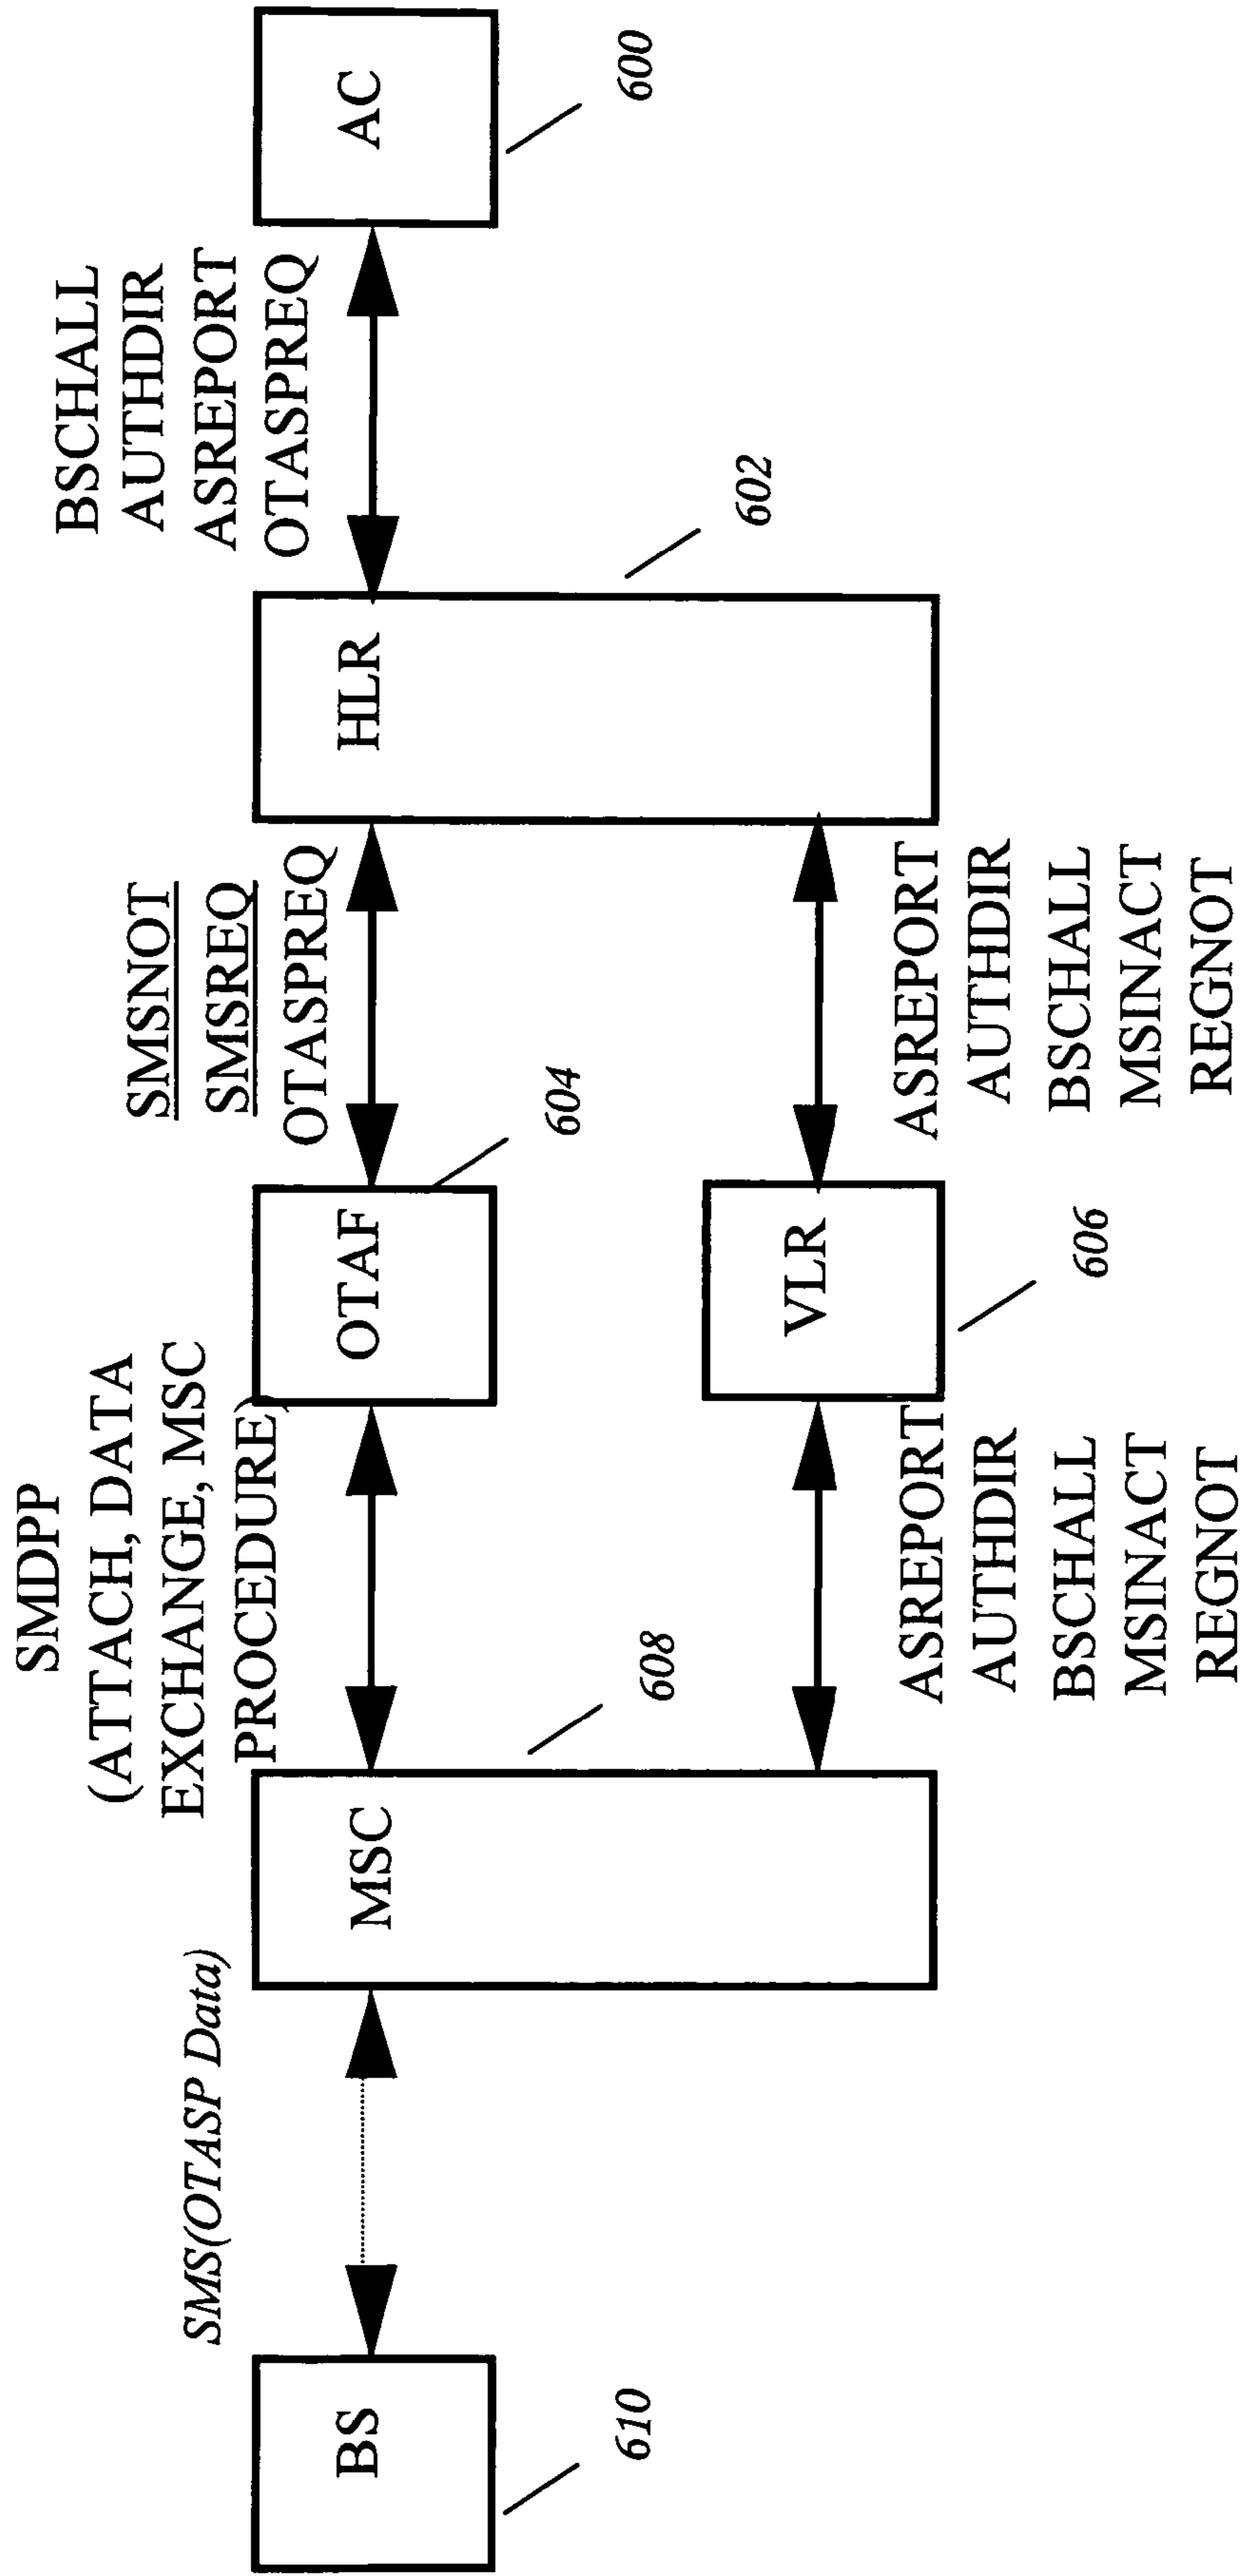 SMS(OTASP Data)
SMDPP
(ATTACH, DATA
EXCHANGE, MSC
PROCEDURE)
SMSNOT
SMSREQ
OTASPREQ
BSCHALL
AUTHDIR
ASREPORT
OTASPREQ
BS
MSC
OTAF
HLR
AC
610
608
604
602
600
VLR
606
ASREPORT
AUTHDIR
BSCHALL
MSINACT
REGNOT
ASREPORT
AUTHDIR
BSCHALL
MSINACT
REGNOT